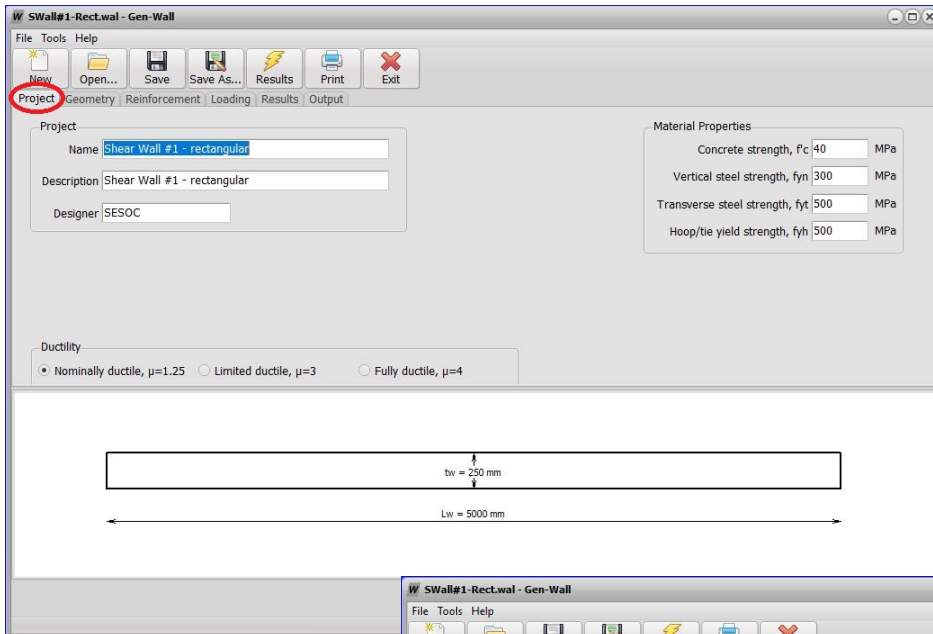 W SWall#1-Rect.wal - Gen-Wall
File Tools Help
New Open... Save Save As... Results Print Exit
Project Geometry Reinforcement Loading Results Output
Project
Name Shear Wall #1 - rectangular
Description Shear Wall #1 - rectangular
Designer SESOC
Material Properties
Concrete strength, f'c 40 MPa
Vertical steel strength, fyn 300 MPa
Transverse steel strength, fyt 500 MPa
Hoop/tie yield strength, fyh 500 MPa
Ductility
Nominally ductile, µ=1.25 Limited ductile, µ=3 Fully ductile, µ=4
tw = 250 mm
Lw = 5000 mm
W SWall#1-Rect.wal - Gen-Wall
File Tools Help